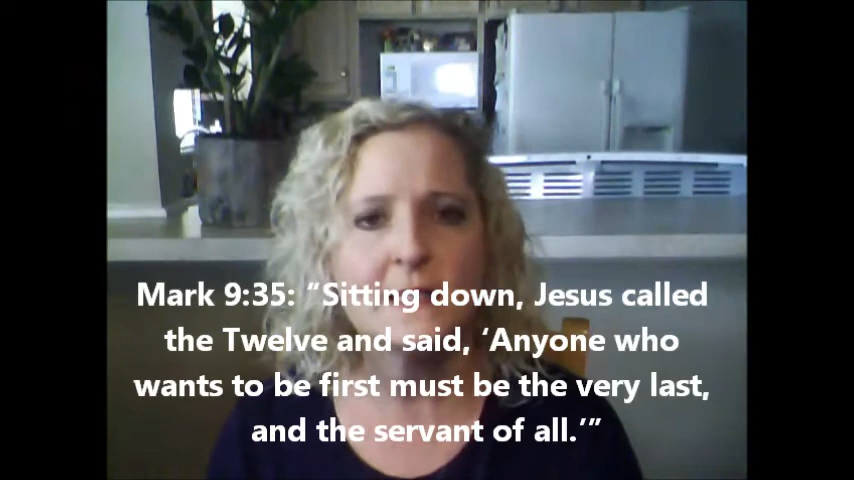 Mark 9:35: “Sitting down, Jesus called
the Twelve and said, ‘Anyone who
wants to be first must be the very last,
and the servant of all.’”